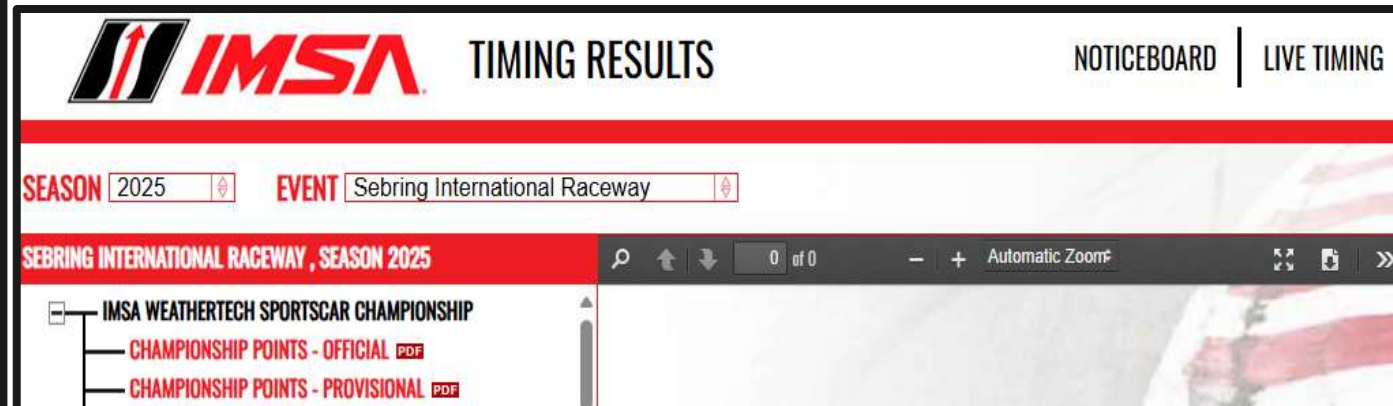 IMSA. TIMING RESULTS NOTICEBOARD LIVE TIMING
SEASON 2025 EVENT Sebring International Raceway
SEBRING INTERNATIONAL RACEWAY , SEASON 2025 0 of 0 − + Automatic Zoom
IMSA WEATHERTECH SPORTSCAR CHAMPIONSHIP
CHAMPIONSHIP POINTS - OFFICIAL PDF
CHAMPIONSHIP POINTS - PROVISIONAL PDF